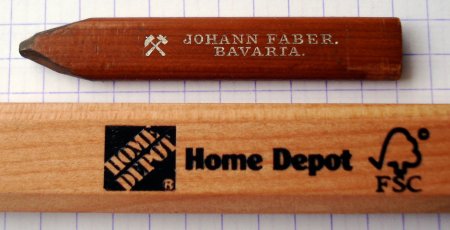 JOHANN FABER.
BAVARIA.
HOME DEPOT ® Home Depot
FSC